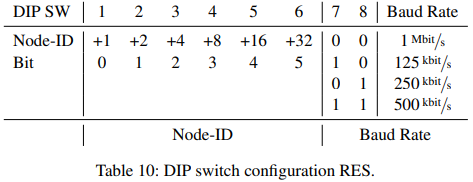 DIP SW 1 2 3 4 5 6 7 8 Baud Rate
Node-ID +1 +2 +4 +8 +16 +32 0 0 1 Mbit/s
Bit 0 1 2 3 4 5 1 0 125 kbit/s
0 1 250 kbit/s
1 1 500 kbit/s
Node-ID Baud Rate
Table 10: DIP switch configuration RES.